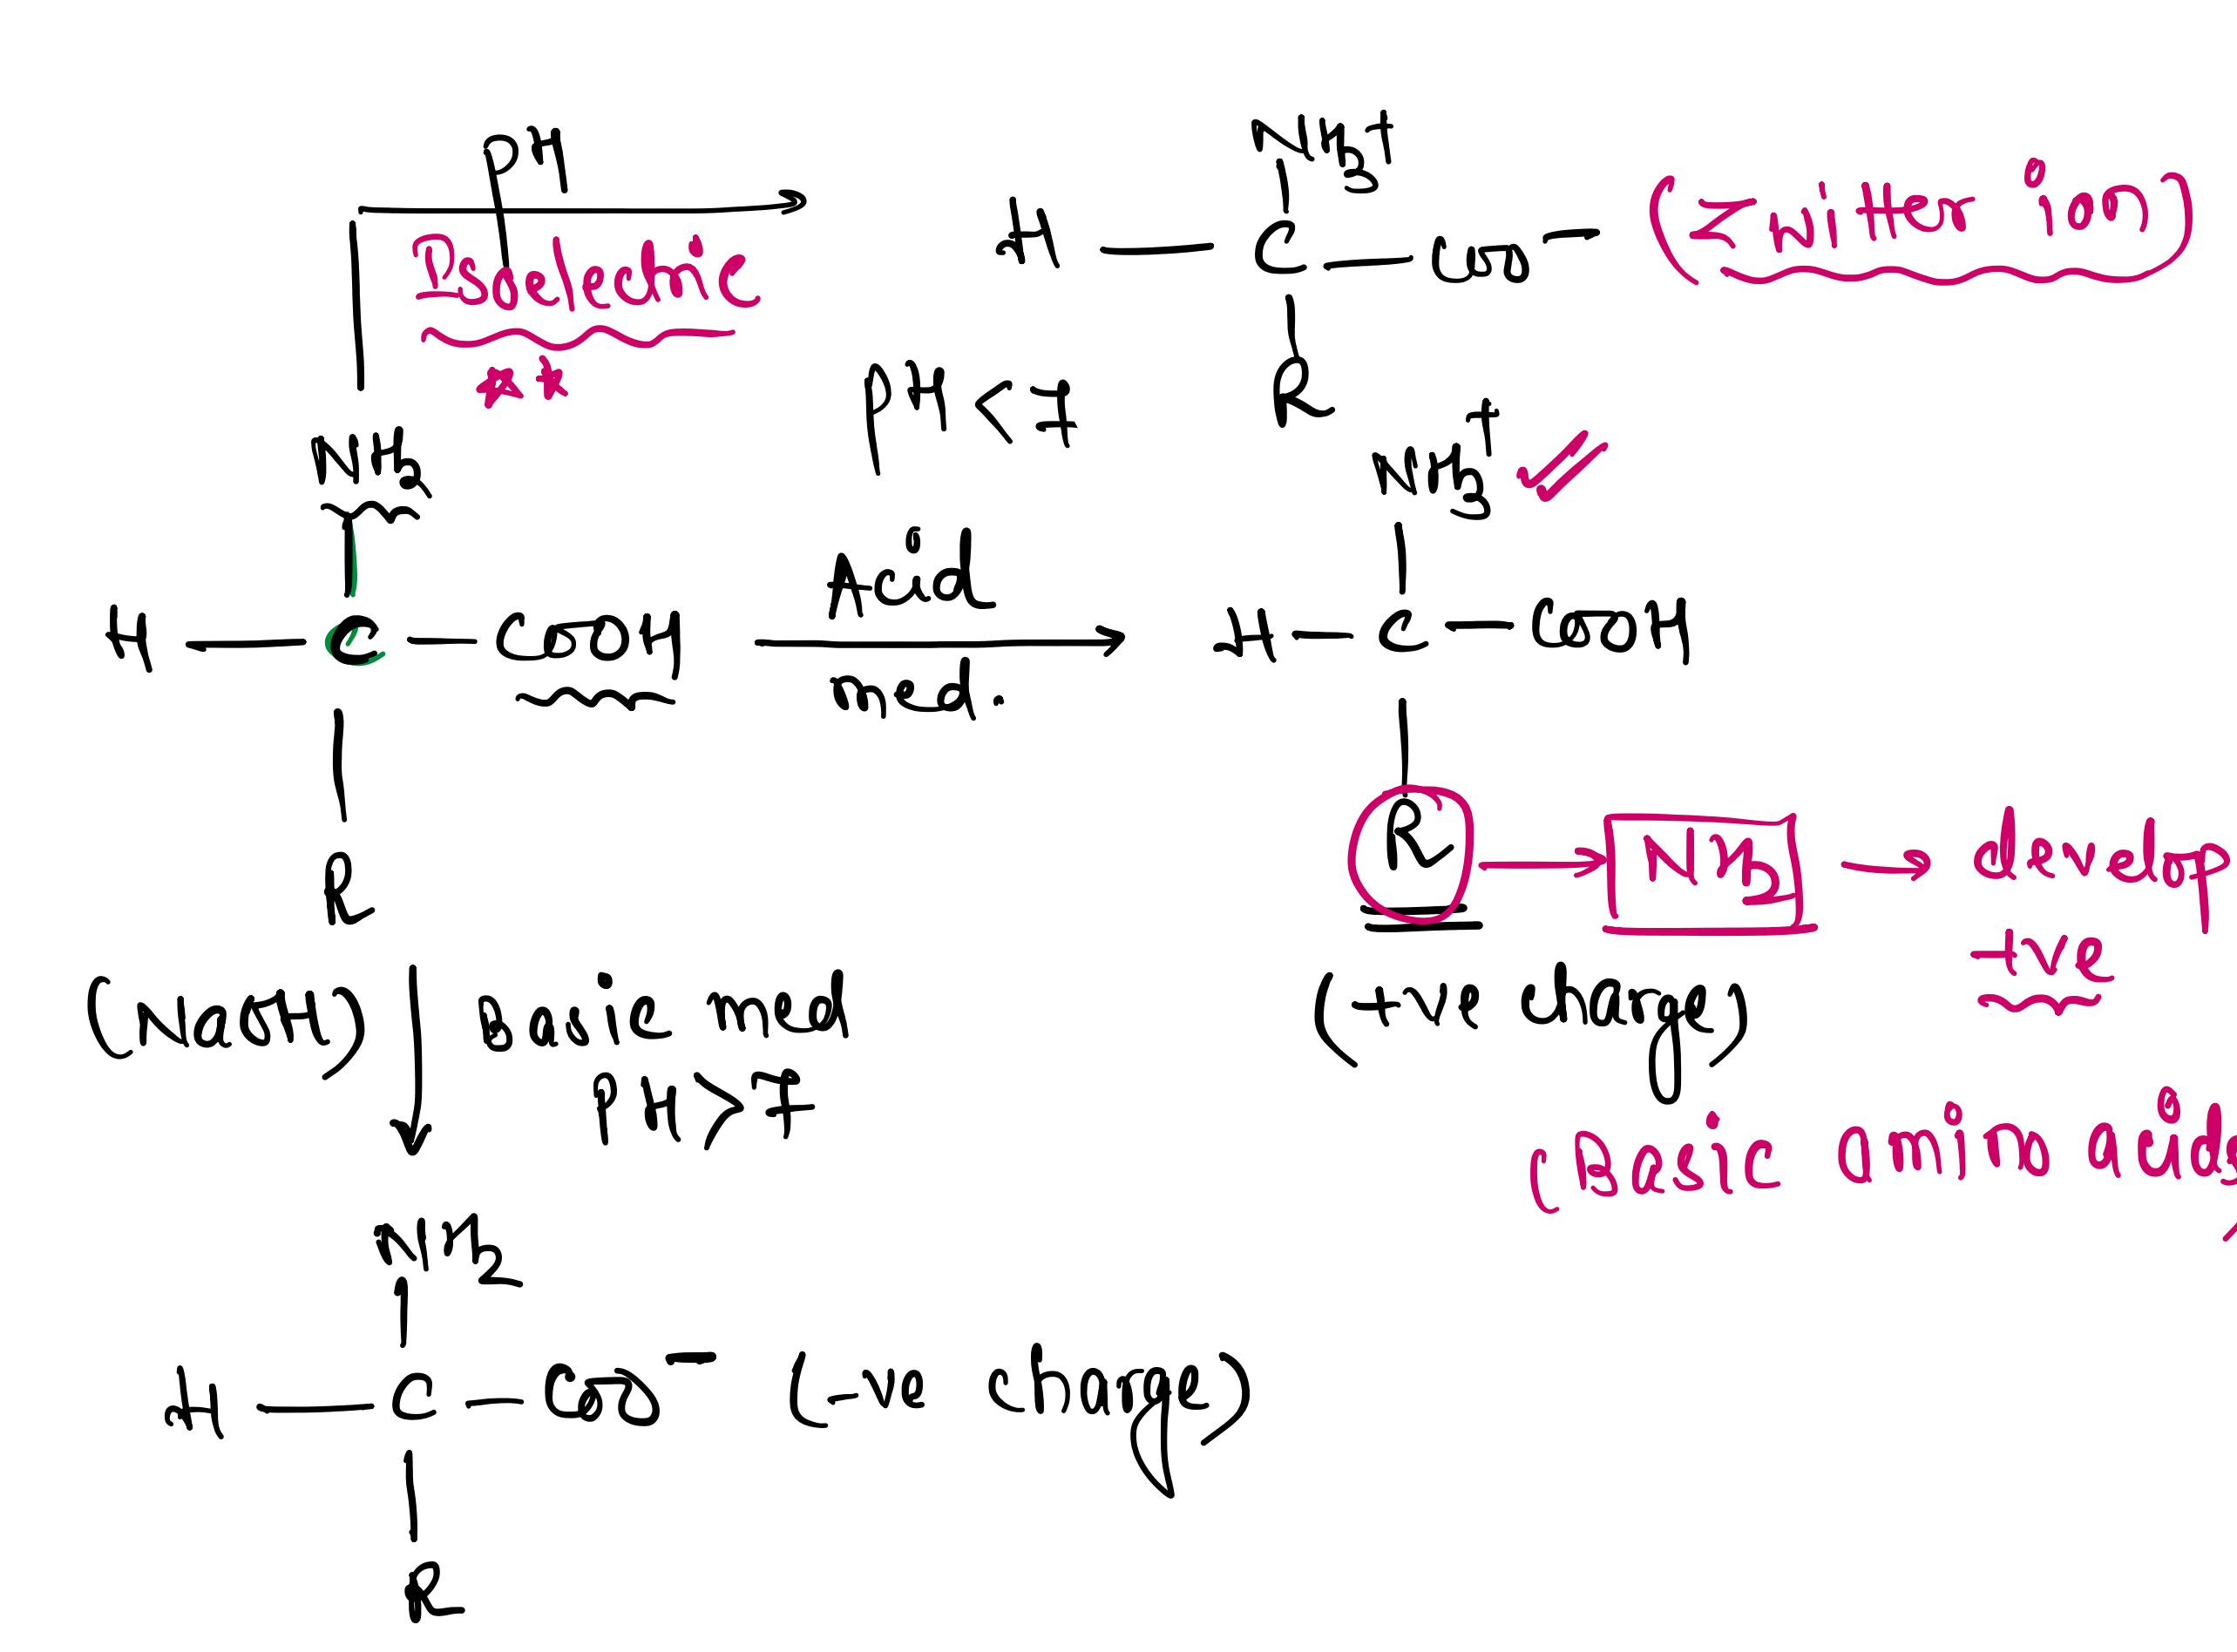 pH
Isoelectric
NH3+
H - C - COO-
R
(Zwitter ion)
pH < 7
NH2
H - C - COOH
R
Acid
med.
NH3+
H - C - COOH
R → NH2 → develop
+ve
(+ve charge)
(Basic amino acids)
(NaOH)
basic med
PH > 7
NH2
H - C - COO- (-ve charge)
R